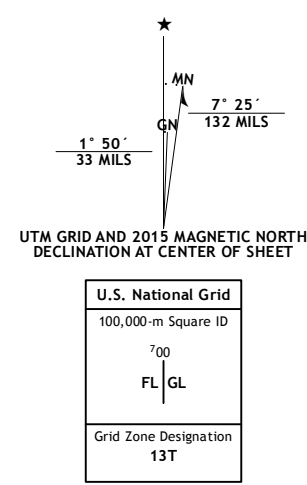 ★
MN
7° 25´
132 MILS
GN
1° 50´
33 MILS
UTM GRID AND 2015 MAGNETIC NORTH
DECLINATION AT CENTER OF SHEET
U.S. National Grid
100,000-m Square ID
⁷00
FL GL
Grid Zone Designation
13T